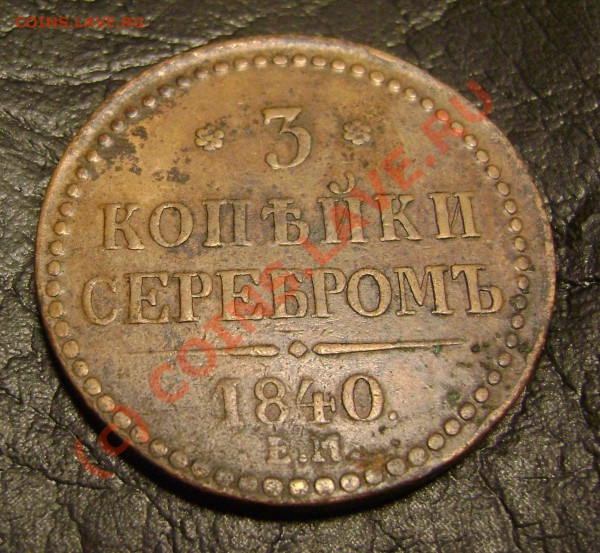 COINS.LAVE.RU
3
КОПѢЙКИ
СЕРЕБРОМЪ
1840.
Е.М.
(C) COINS.LAVE.RU